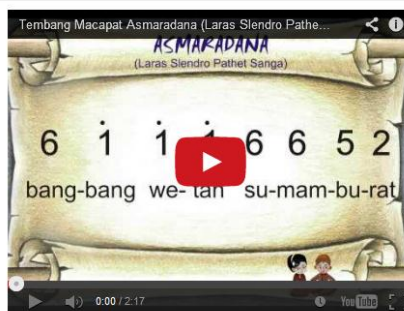 Tembang Macapat Asmaradana (Laras Slendro Pathe...
ASMARADANA
(Laras Slendro Pathet Sanga)
6 1̇ 1̇ 1̇ 6 6 5 2
bang-bang we- tan su-mam-bu-rat
0:00 / 2:17 YouTube